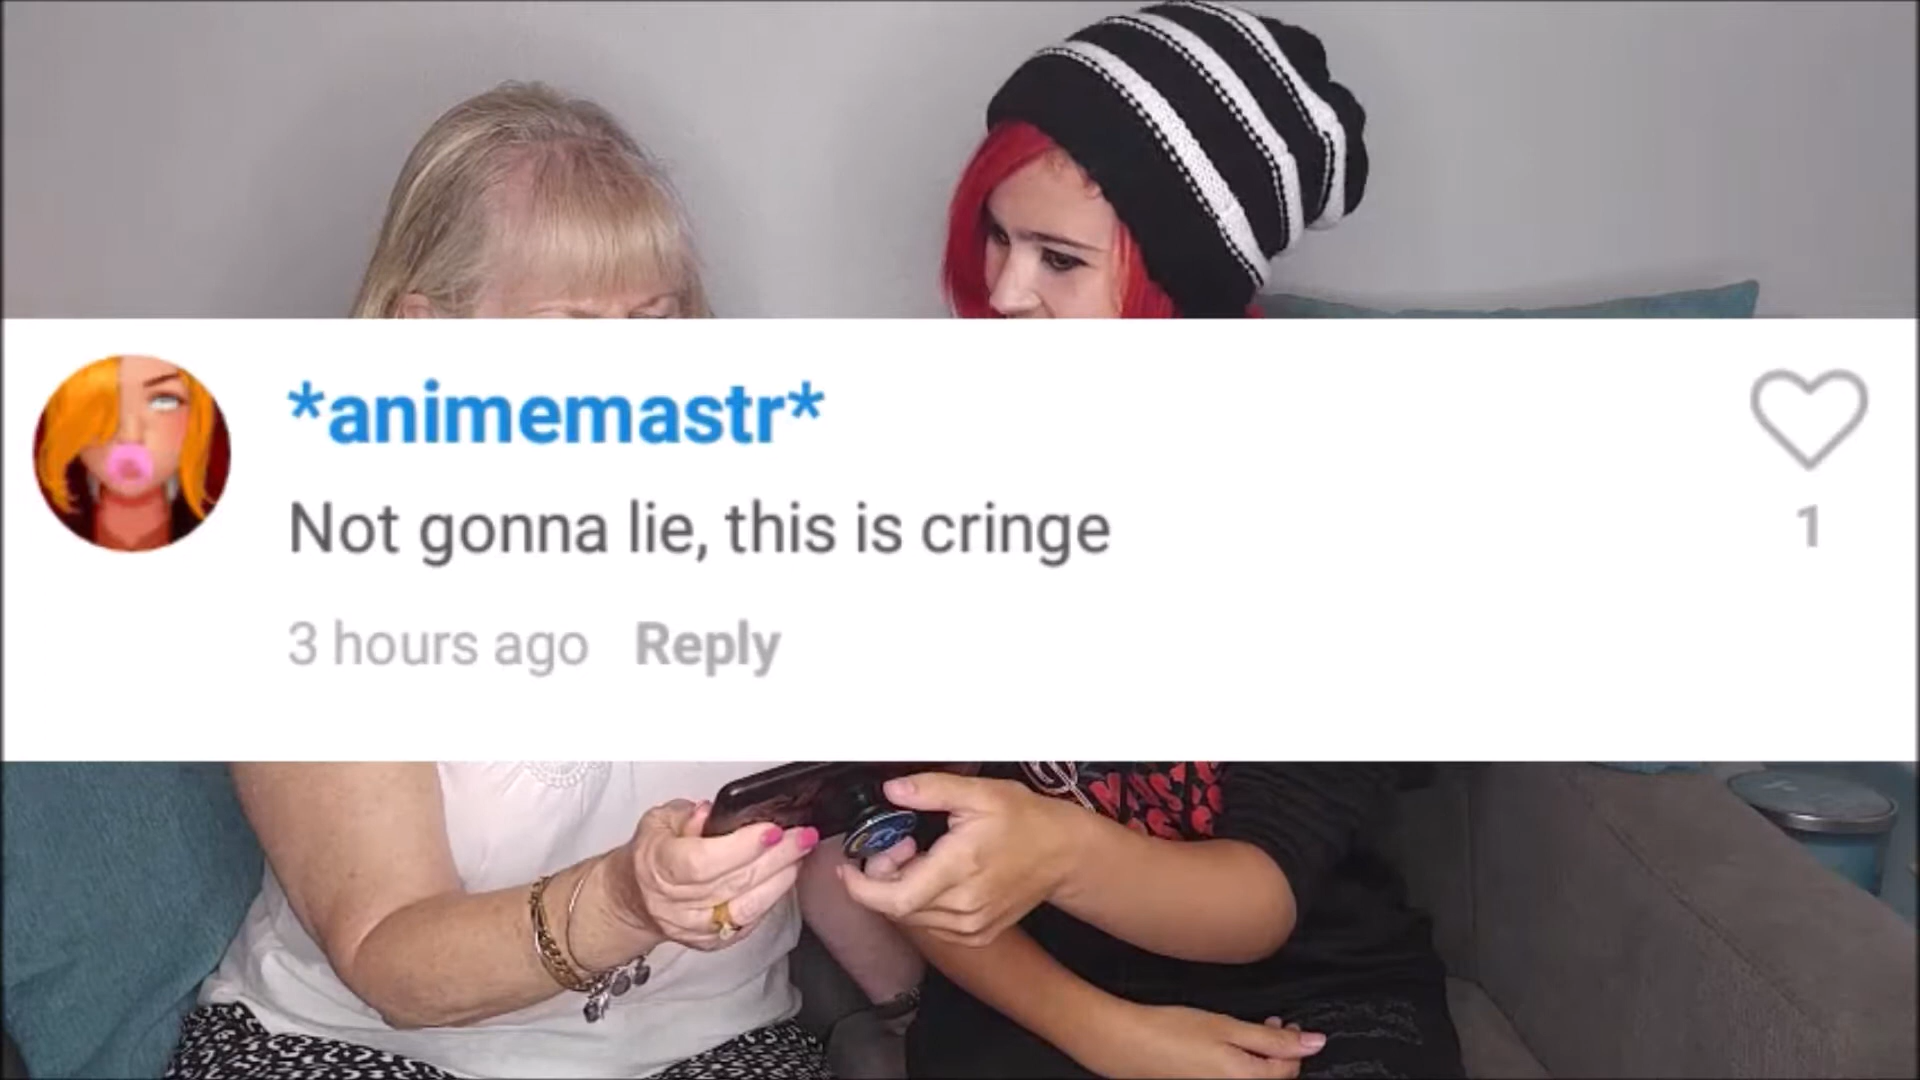 *animemastr*
Not gonna lie, this is cringe
1
3 hours ago Reply